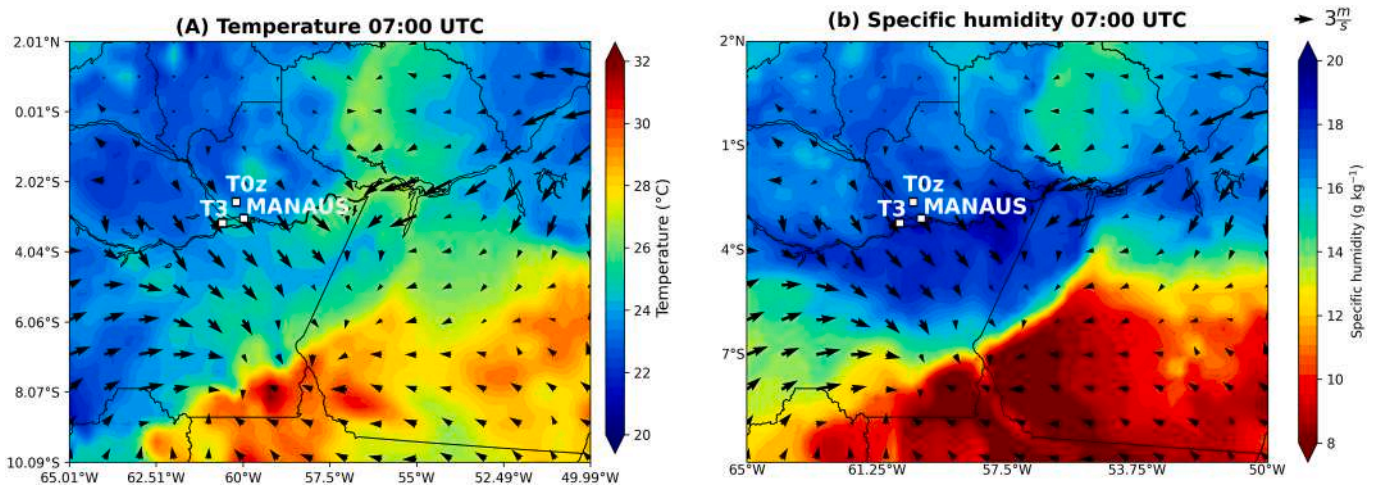 (A) Temperature 07:00 UTC
2.01°N
0.01°S
2.02°S
4.04°S
6.06°S
8.07°S
10.09°S
65.01°W 62.51°W 60°W 57.5°W 55°W 52.49°W 49.99°W
T0z
T3 MANAUS
32
30
28
26
24
22
20
Temperature (°C)
(b) Specific humidity 07:00 UTC
3 m/s
2°N
1°S
4°S
7°S
65°W 61.25°W 57.5°W 53.75°W 50°W
T0z
T3 MANAUS
20
18
16
14
12
10
8
Specific humidity (g kg⁻¹)